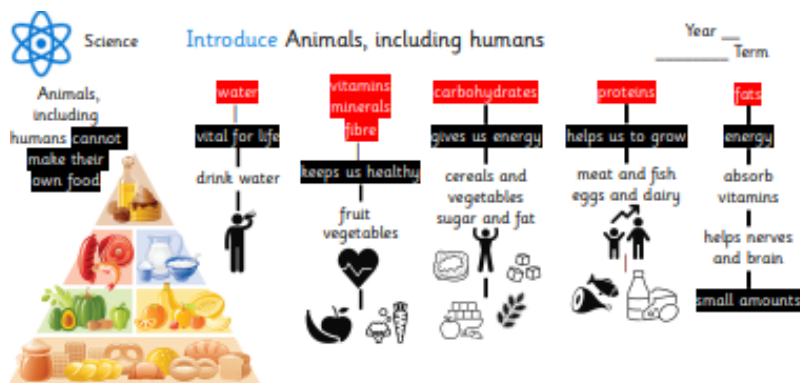 Science
Introduce Animals, including humans
Year __
________ Term
Animals,
including
humans cannot
make their
own food
water
vital for life
drink water
vitamins
minerals
fibre
keeps us healthy
fruit
vegetables
carbohydrates
gives us energy
cereals and
vegetables
sugar and fat
proteins
helps us to grow
meat and fish
eggs and dairy
fats
energy
absorb
vitamins
helps nerves
and brain
small amounts